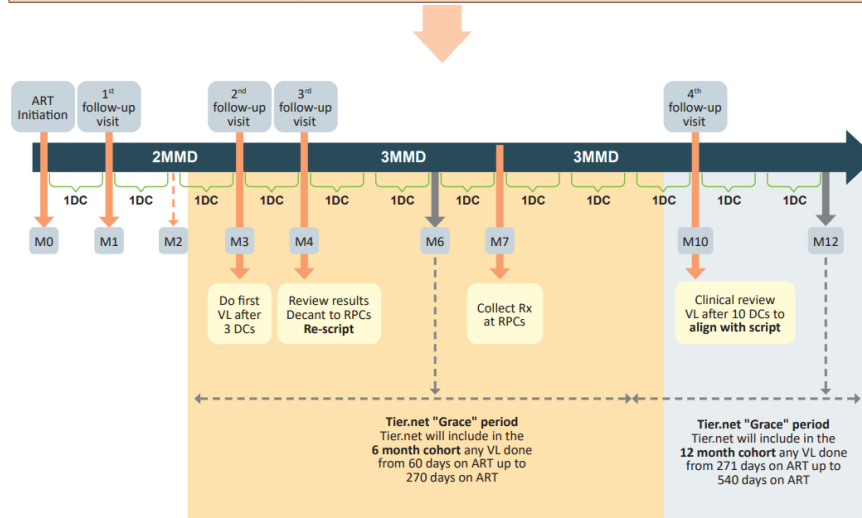 ART
Initiation
1st
follow-up
visit
2nd
follow-up
visit
3rd
follow-up
visit
4th
follow-up
visit
2MMD
3MMD
3MMD
1DC
1DC
1DC
1DC
1DC
1DC
1DC
1DC
1DC
1DC
1DC
1DC
M0
M1
M2
M3
M4
M6
M7
M10
M12
Do first
VL after
3 DCs
Review results
Decant to RPCs
Re-script
Collect Rx
at RPCs
Clinical review
VL after 10 DCs to
align with script
Tier.net "Grace" period
Tier.net will include in the
6 month cohort any VL done
from 60 days on ART up to
270 days on ART
Tier.net "Grace" period
Tier.net will include in the
12 month cohort any VL done
from 271 days on ART up to
540 days on ART